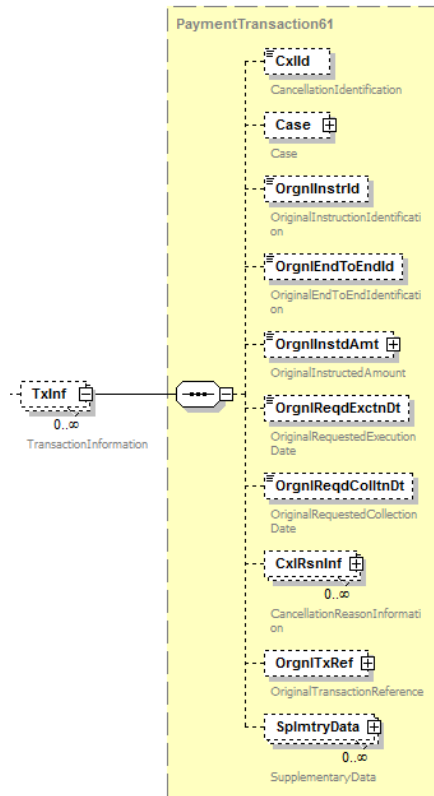 PaymentTransaction61
CxlId
CancellationIdentification
Case
Case
OrgnlInstrId
OriginalInstructionIdentificati
on
OrgnlEndToEndId
OriginalEndToEndIdentificatio
n
OrgnlInstdAmt
OriginalInstructedAmount
TxInf
0..∞
TransactionInformation
OrgnlReqdExctnDt
OriginalRequestedExecution
Date
OrgnlReqdColltnDt
OriginalRequestedCollection
Date
CxlRsnInf
0..∞
CancellationReasonInformati
on
OrgnlTxRef
OriginalTransactionReference
SplmtryData
0..∞
SupplementaryData